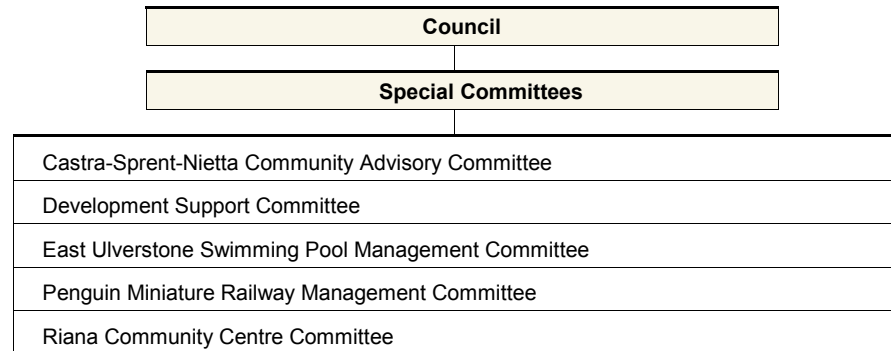 Council
Special Committees
Castra-Sprent-Nietta Community Advisory Committee
Development Support Committee
East Ulverstone Swimming Pool Management Committee
Penguin Miniature Railway Management Committee
Riana Community Centre Committee